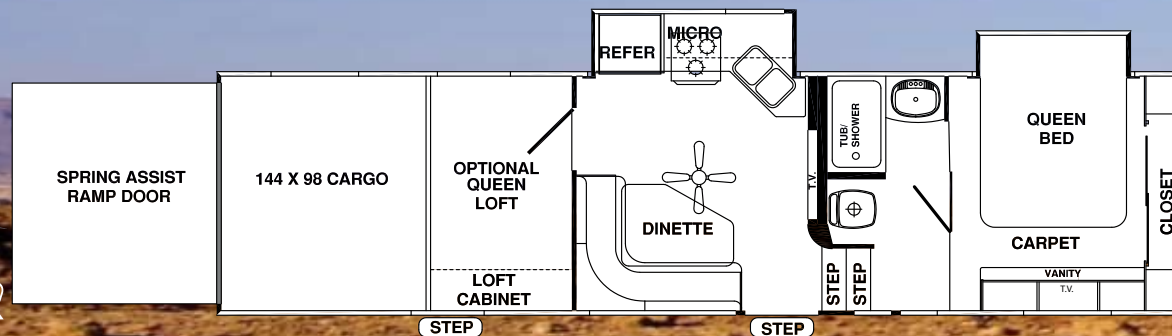 SPRING ASSIST
RAMP DOOR
144 X 98 CARGO
OPTIONAL
QUEEN
LOFT
LOFT
CABINET
STEP
REFER
MICRO
DINETTE
T.V.
STEP
TUB/
SHOWER
STEP
STEP
QUEEN
BED
CARPET
VANITY
T.V.
CLOSET